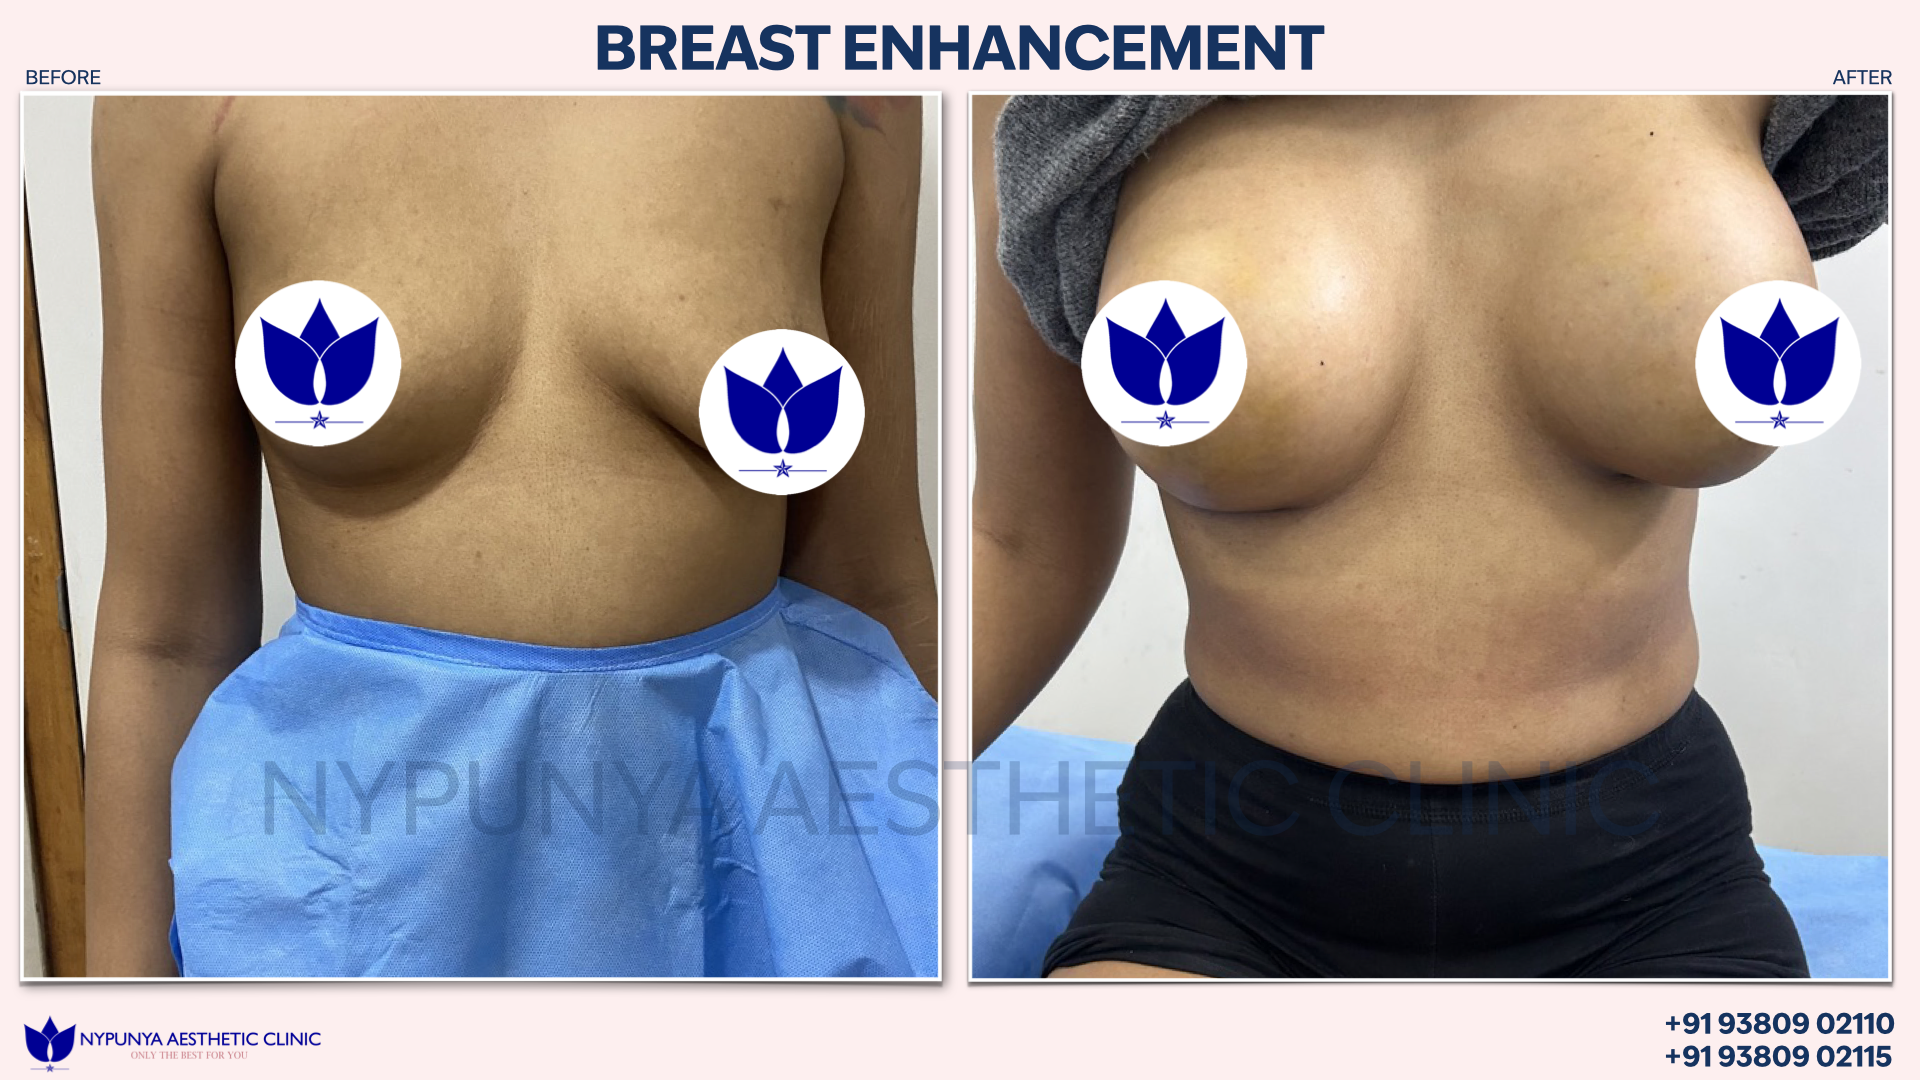 BREAST ENHANCEMENT
BEFORE
AFTER
NYPUNYA AESTHETIC CLINIC
NYPUNYA AESTHETIC CLINIC
ONLY THE BEST FOR YOU
+91 93809 02110
+91 93809 02115